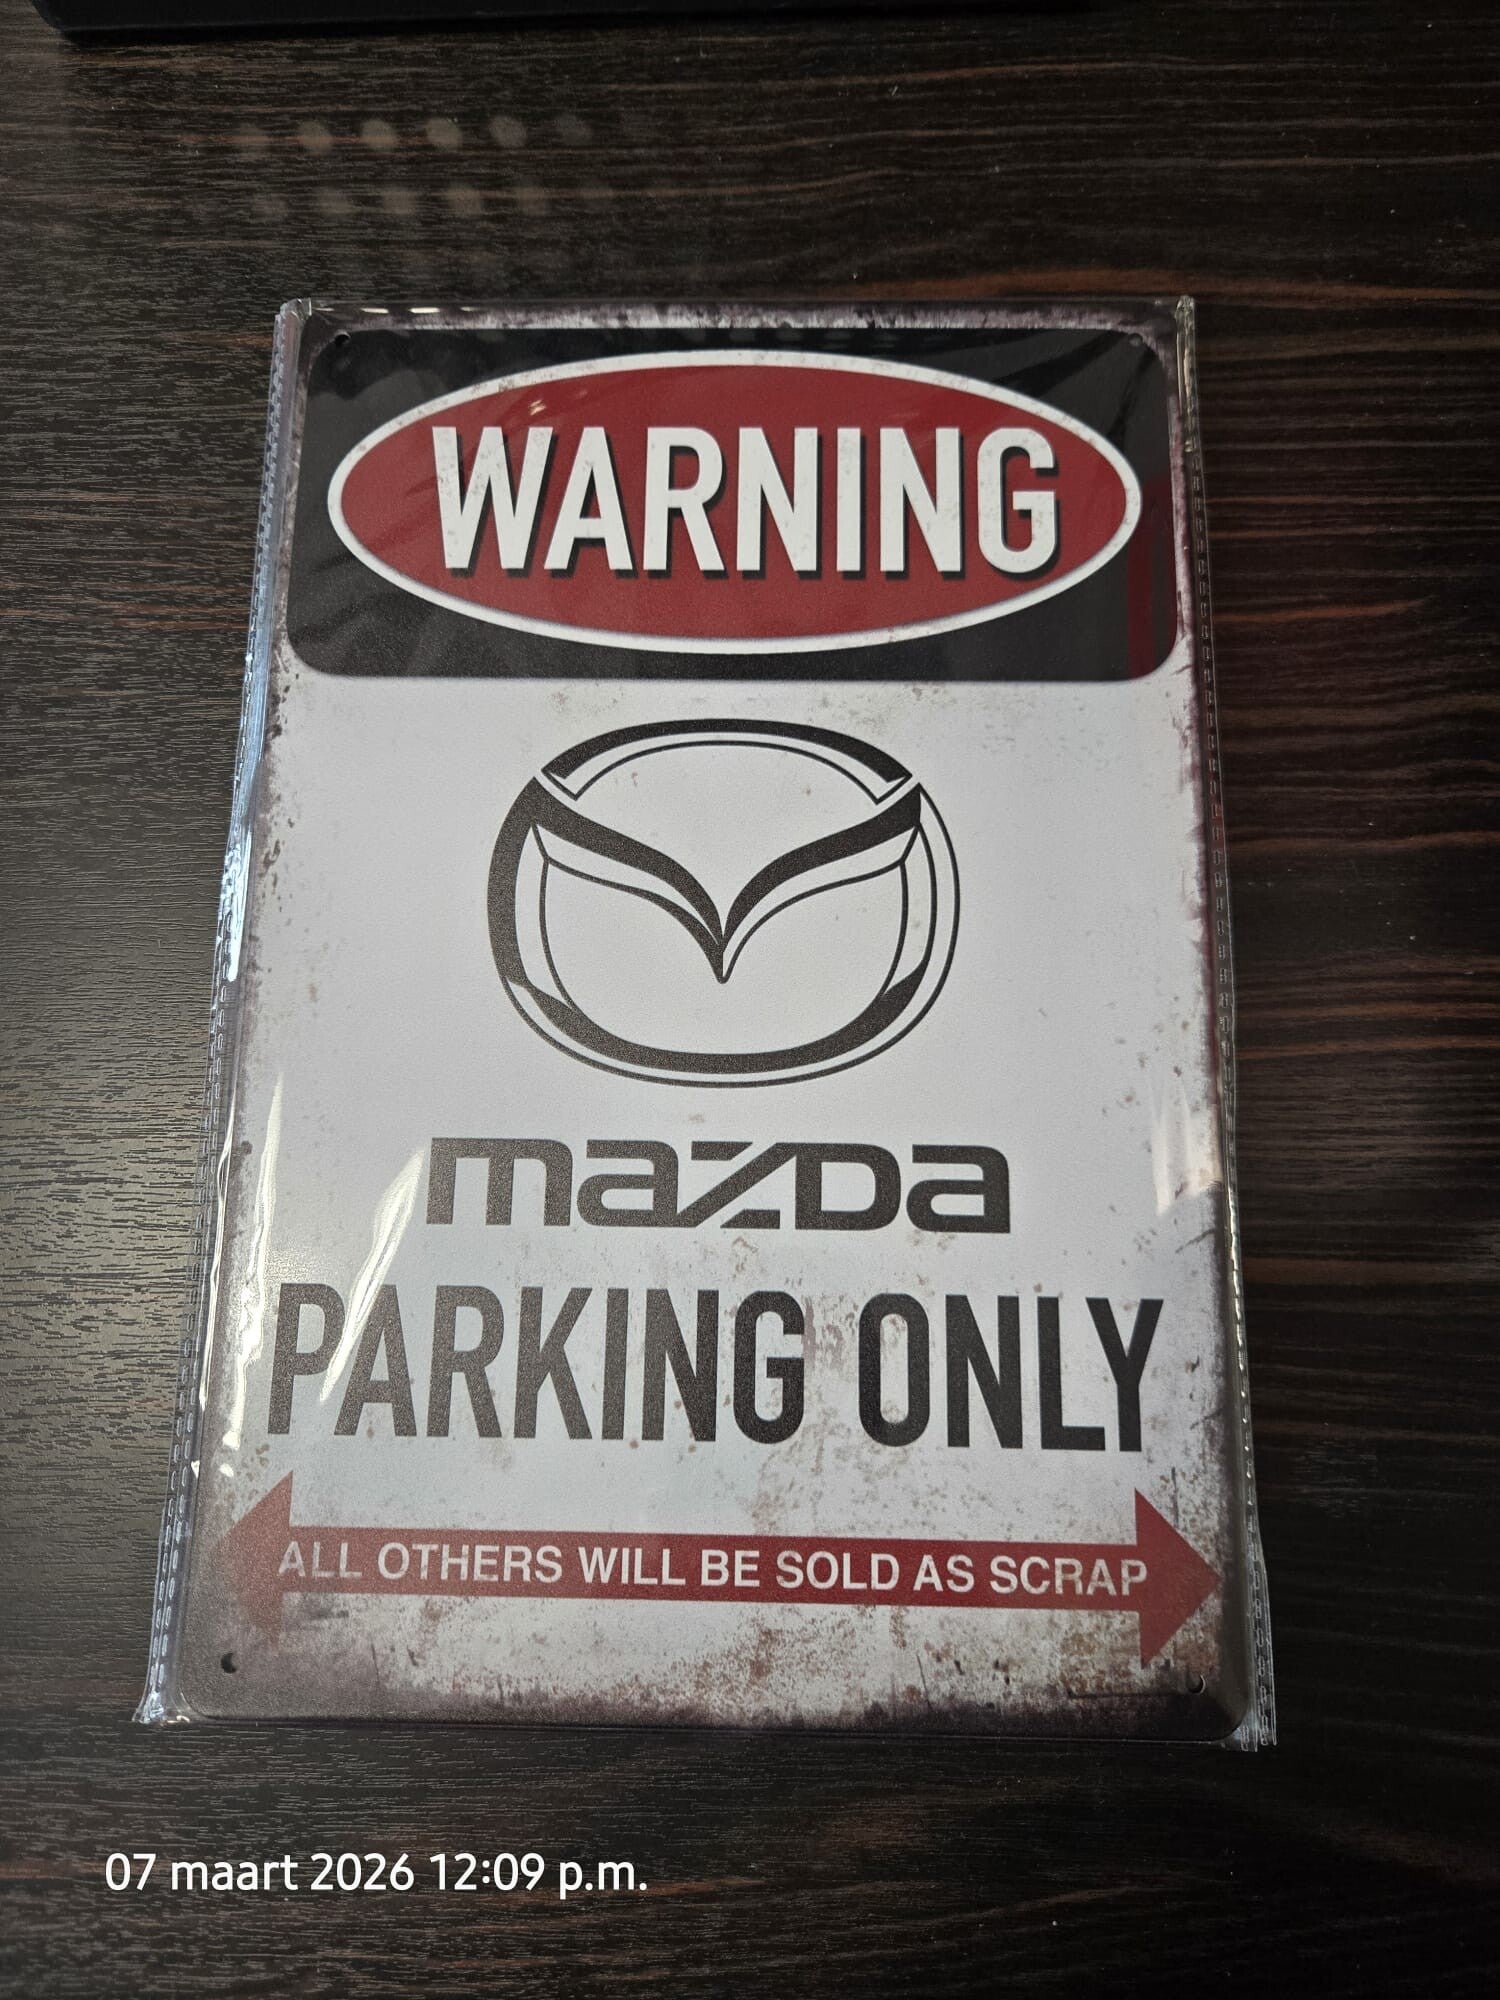 WARNING
mazDa
PARKING ONLY
ALL OTHERS WILL BE SOLD AS SCRAP
07 maart 2026 12:09 p.m.